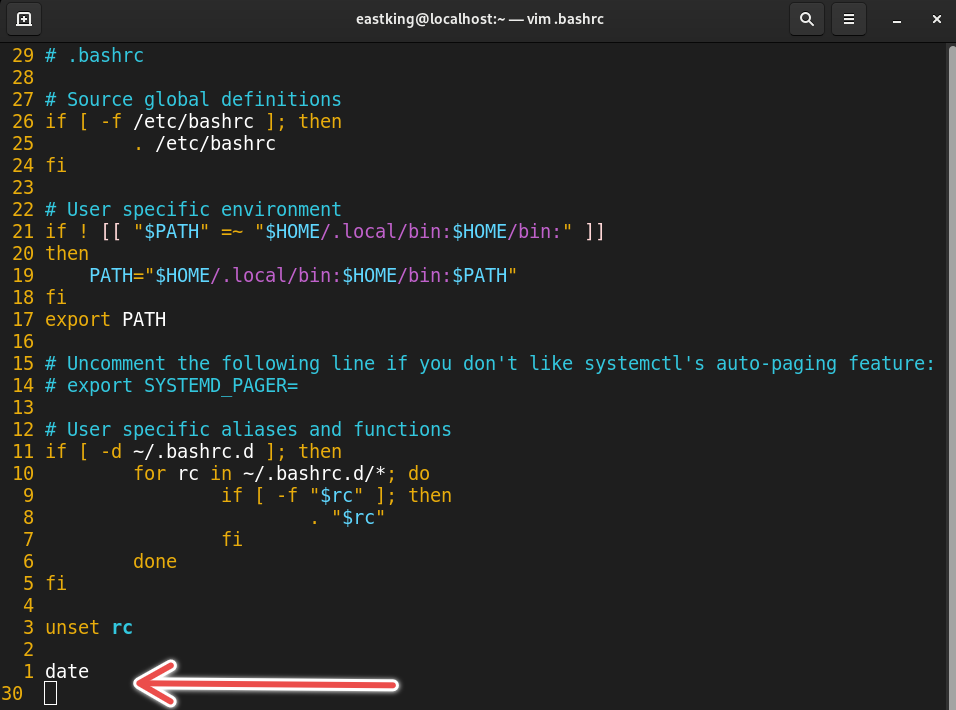 eastking@localhost:~ — vim .bashrc
29 # .bashrc
28
27 # Source global definitions
26 if [ -f /etc/bashrc ]; then
25         . /etc/bashrc
24 fi
23
22 # User specific environment
21 if ! [[ "$PATH" =~ "$HOME/.local/bin:$HOME/bin:" ]]
20 then
19     PATH="$HOME/.local/bin:$HOME/bin:$PATH"
18 fi
17 export PATH
16
15 # Uncomment the following line if you don't like systemctl's auto-paging feature:
14 # export SYSTEMD_PAGER=
13
12 # User specific aliases and functions
11 if [ -d ~/.bashrc.d ]; then
10         for rc in ~/.bashrc.d/*; do
9                 if [ -f "$rc" ]; then
8                         . "$rc"
7                 fi
6         done
5 fi
4
3 unset rc
2
1 date
30